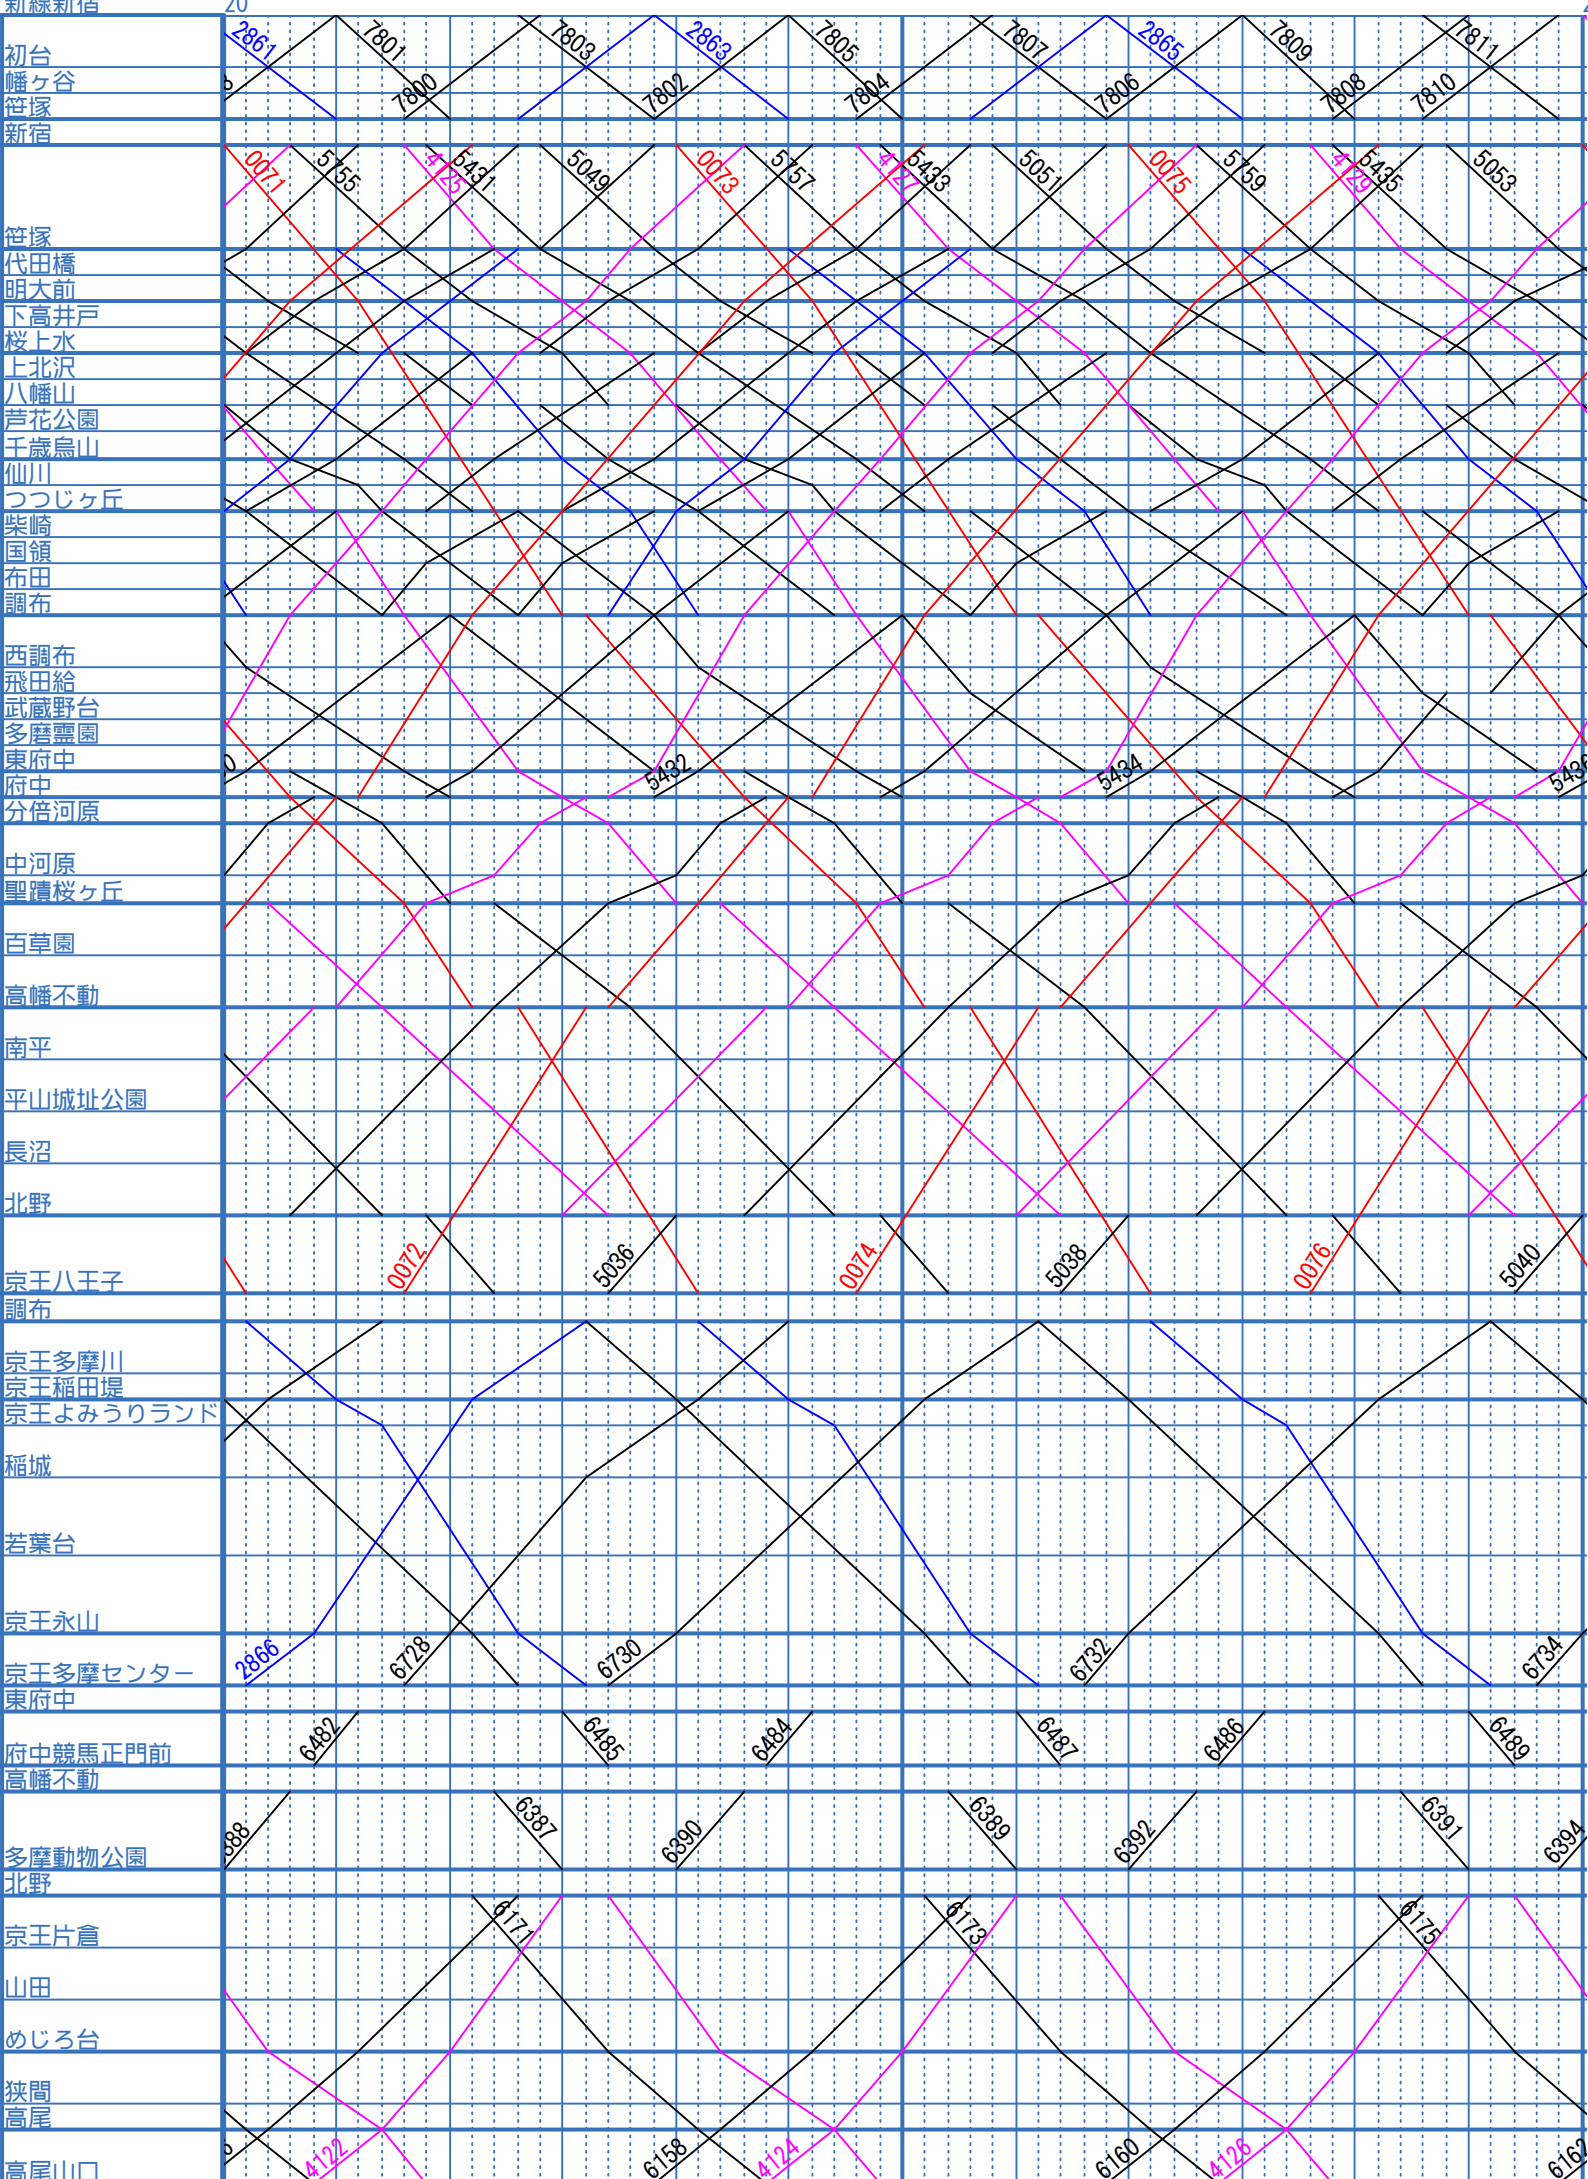 新線新宿 20
2861 7801 7803 2863 7805 7807 2865 7809 7811
初台
幡ヶ谷
7800 7802 7804 7806 7808 7810
笹塚
新宿
0071 5755 4125 5431 5049 0073 5757 4127 5433 5051 0075 5759 4129 5435 5053
笹塚
代田橋
明大前
下高井戸
桜上水
上北沢
八幡山
芦花公園
千歳烏山
仙川
つつじヶ丘
柴崎
国領
布田
調布
西調布
飛田給
武蔵野台
多磨霊園
東府中
5432 5434 5436
府中
分倍河原
中河原
聖蹟桜ヶ丘
百草園
高幡不動
南平
平山城址公園
長沼
北野
0072 5036 0074 5038 0076 5040
京王八王子
調布
京王多摩川
京王稲田堤
京王よみうりランド
稲城
若葉台
京王永山
2866 6728 6730 6732 6734
京王多摩センター
東府中
6482 6485 6484 6487 6486 6489
府中競馬正門前
高幡不動
6387 6390 6389 6392 6391 6394
多摩動物公園
北野
6171 6173 6175
京王片倉
山田
めじろ台
狭間
高尾
4122 6158 4124 6160 4126 6162
高尾山口